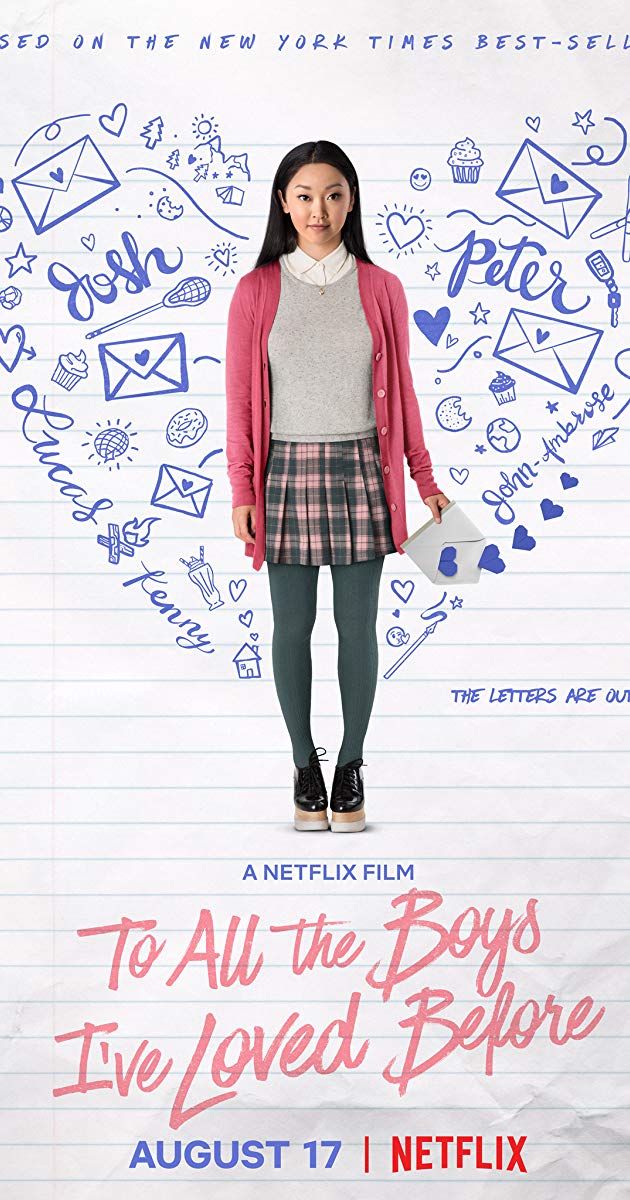 SED ON THE NEW YORK TIMES BEST-SELL
Josh
Peter
Lucas
John-Ambrose
Kenny
THE LETTERS ARE OUT
A NETFLIX FILM
To All the Boys
I've Loved Before
AUGUST 17 | NETFLIX